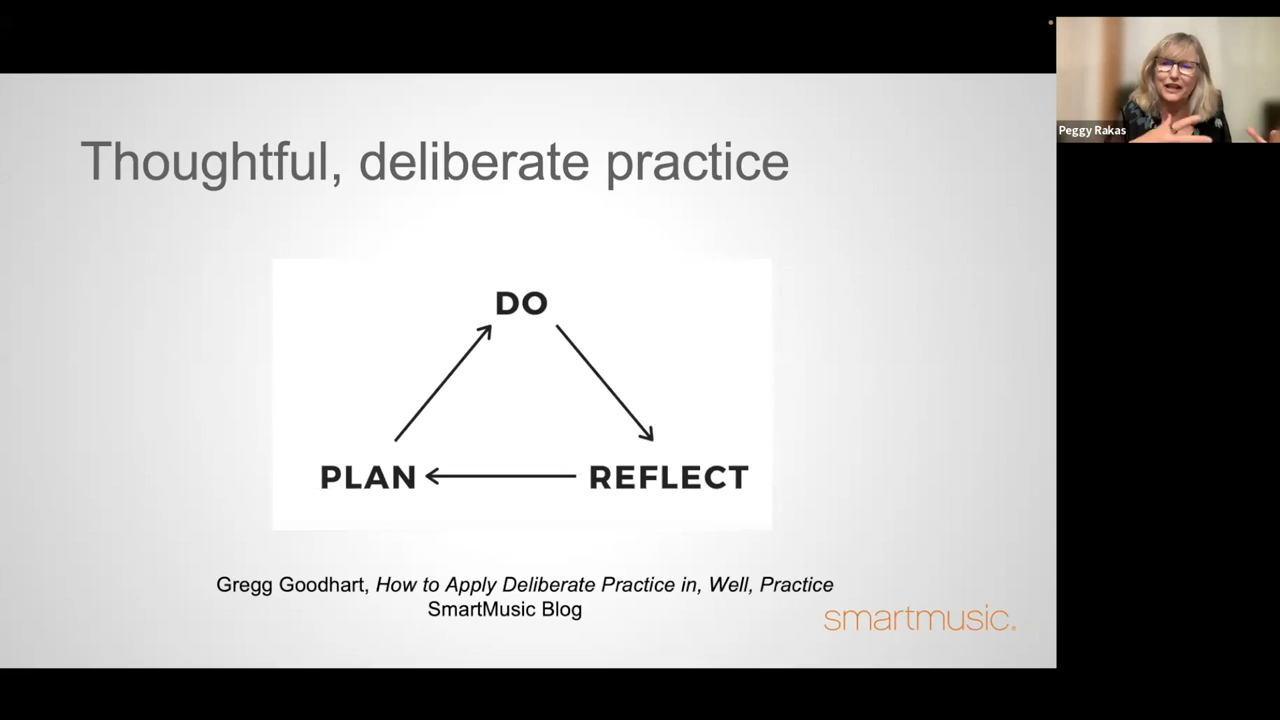 Peggy Rakas
Thoughtful, deliberate practice
DO
PLAN
REFLECT
Gregg Goodhart, How to Apply Deliberate Practice in, Well, Practice
SmartMusic Blog
smartmusic.